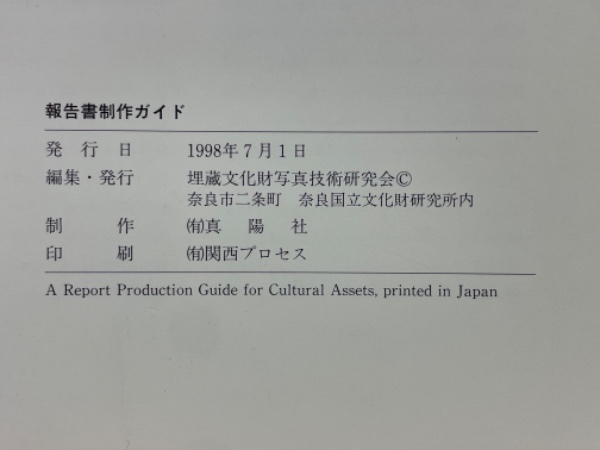 報告書制作ガイド
発行日 1998年7月1日
編集・発行 埋蔵文化財写真技術研究会©
奈良市二条町 奈良国立文化財研究所内
制作 ㈲真陽社
印刷 ㈲関西プロセス
A Report Production Guide for Cultural Assets, printed in Japan